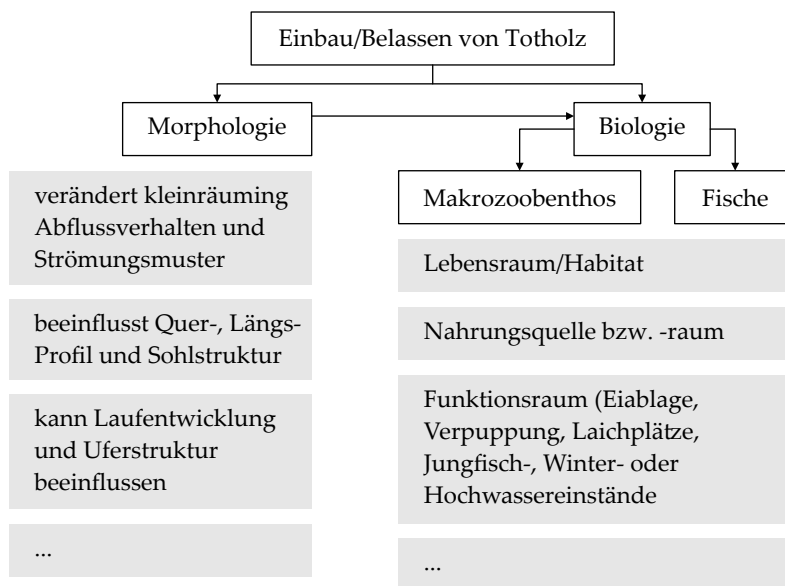 Einbau/Belassen von Totholz
Morphologie
Biologie
verändert kleinräuming
Abflussverhalten und
Strömungsmuster
beeinflusst Quer-, Längs-
Profil und Sohlstruktur
kann Laufentwicklung
und Uferstruktur
beeinflussen
...
Makrozoobenthos
Fische
Lebensraum/Habitat
Nahrungsquelle bzw. -raum
Funktionsraum (Eiablage,
Verpuppung, Laichplätze,
Jungfisch-, Winter- oder
Hochwassereinstände
...